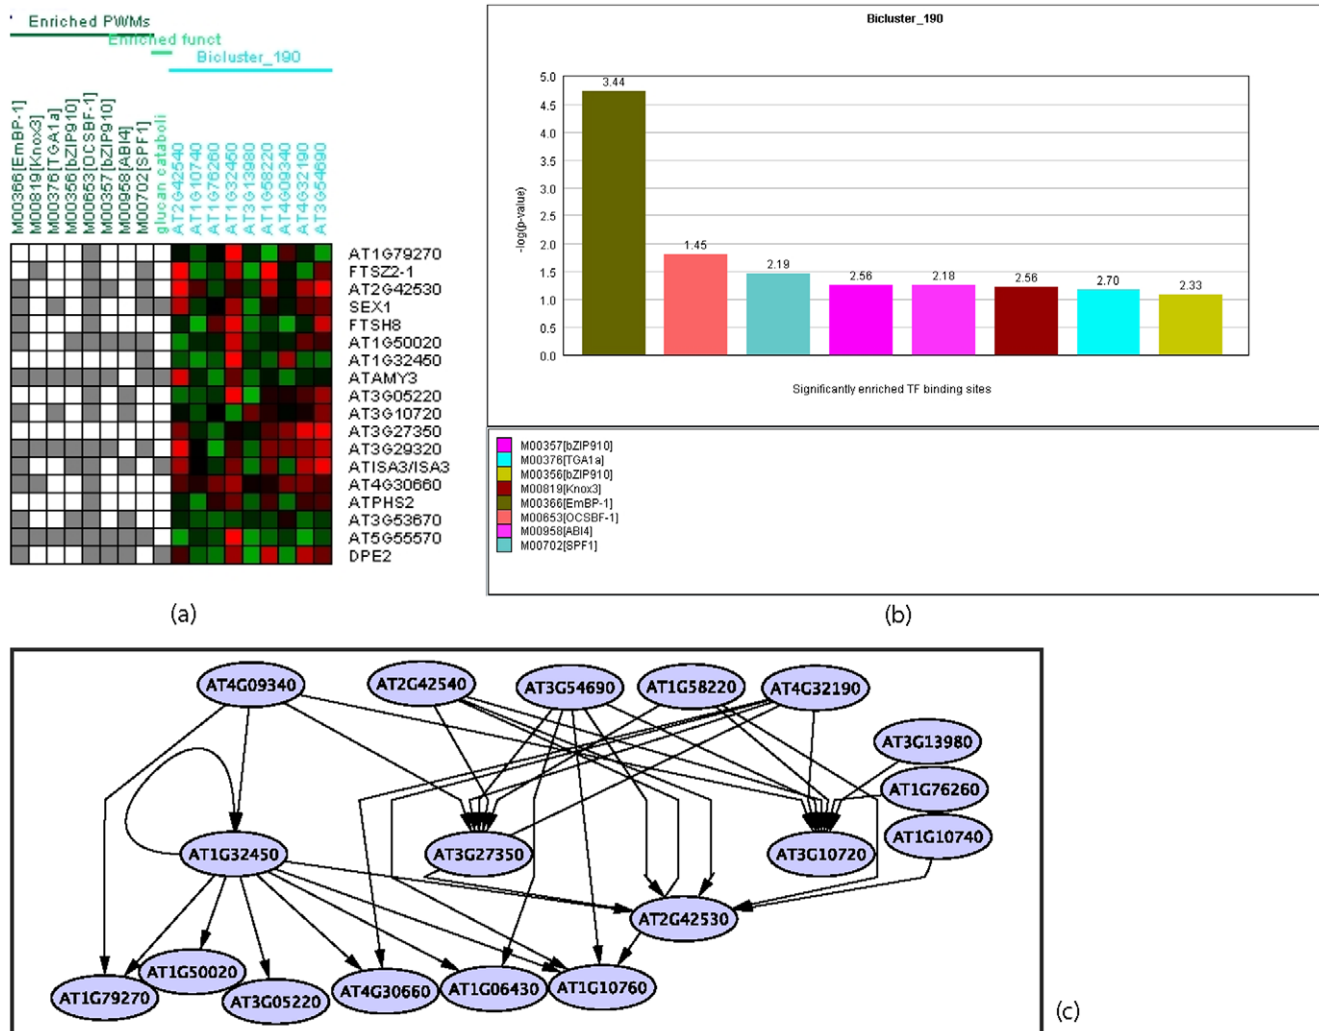 Enriched PWMs
Enriched funct
Bicluster_190
M00366[EmBP-1]
M00819[Knox3]
M00376[TGA1a]
M00356[bZIP910]
M00653[OCSBF-1]
M00357[bZIP910]
M00958[ABI4]
M00702[SPF1]
glucan cataboli
AT2G42540
AT1G10740
AT1G76260
AT1G32450
AT3G13980
AT1G58220
AT4G09340
AT4G32190
AT3G54690
AT1G79270
FTSZ2-1
AT2G42530
SEX1
FTSH8
AT1G50020
AT1G32450
ATAMY3
AT3G05220
AT3G10720
AT3G27350
AT3G29320
ATISA3/ISA3
AT4G30660
ATPHS2
AT3G53670
AT5G55570
DPE2
(a)
Bicluster_190
-log(p-value)
5.0
4.5
4.0
3.5
3.0
2.5
2.0
1.5
1.0
0.5
0.0
3.44
1.45
2.19
2.56
2.18
2.56
2.70
2.33
Significantly enriched TF binding sites
M00357[bZIP910]
M00376[TGA1a]
M00356[bZIP910]
M00819[Knox3]
M00366[EmBP-1]
M00653[OCSBF-1]
M00958[ABI4]
M00702[SPF1]
(b)
AT4G09340 AT2G42540 AT3G54690 AT1G58220 AT4G32190
AT3G13980
AT1G76260
AT1G10740
AT1G32450 AT3G27350 AT3G10720
AT2G42530
AT1G79270 AT1G50020 AT3G05220 AT4G30660 AT1G06430 AT1G10760
(c)